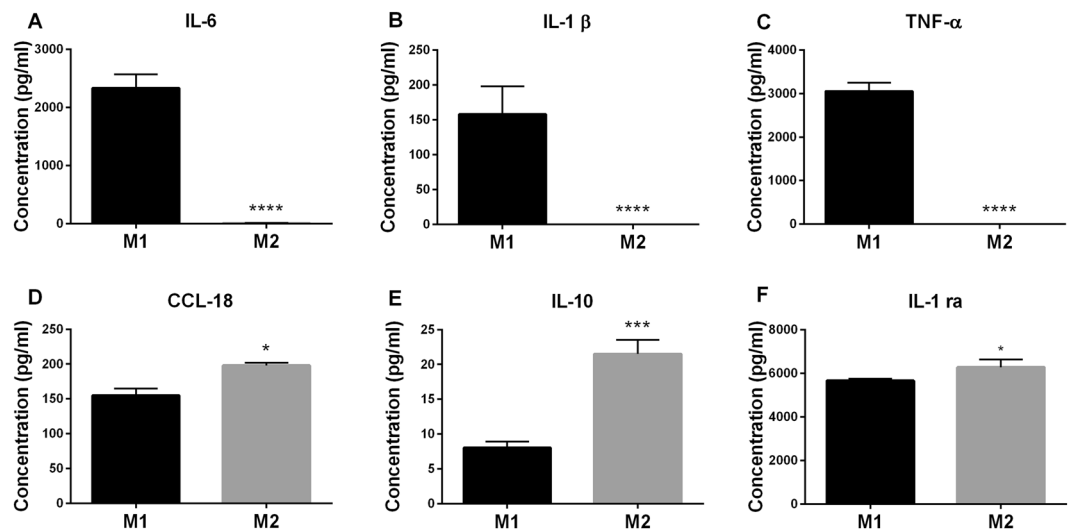 A
IL-6
Concentration (pg/ml)
3000
2000
1000
0
****
M1
M2
B
IL-1 β
Concentration (pg/ml)
250
200
150
100
50
0
****
M1
M2
C
TNF-α
Concentration (pg/ml)
4000
3000
2000
1000
0
****
M1
M2
D
CCL-18
Concentration (pg/ml)
250
200
150
100
50
0
*
M1
M2
E
IL-10
Concentration (pg/ml)
25
20
15
10
5
0
***
M1
M2
F
IL-1 ra
Concentration (pg/ml)
8000
6000
4000
2000
0
*
M1
M2